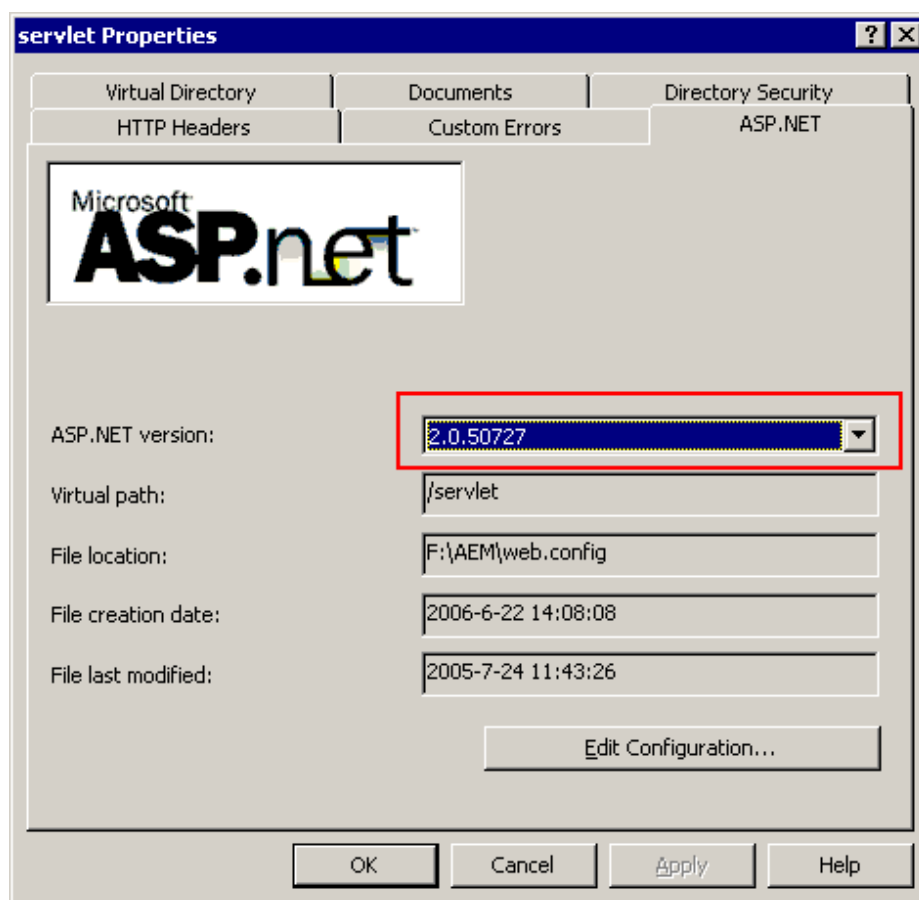 servlet Properties
Virtual Directory Documents Directory Security
HTTP Headers Custom Errors ASP.NET
Microsoft
ASP.net
ASP.NET version: 2.0.50727
Virtual path: /servlet
File location: F:\AEM\web.config
File creation date: 2006-6-22 14:08:08
File last modified: 2005-7-24 11:43:26
Edit Configuration...
OK Cancel Apply Help